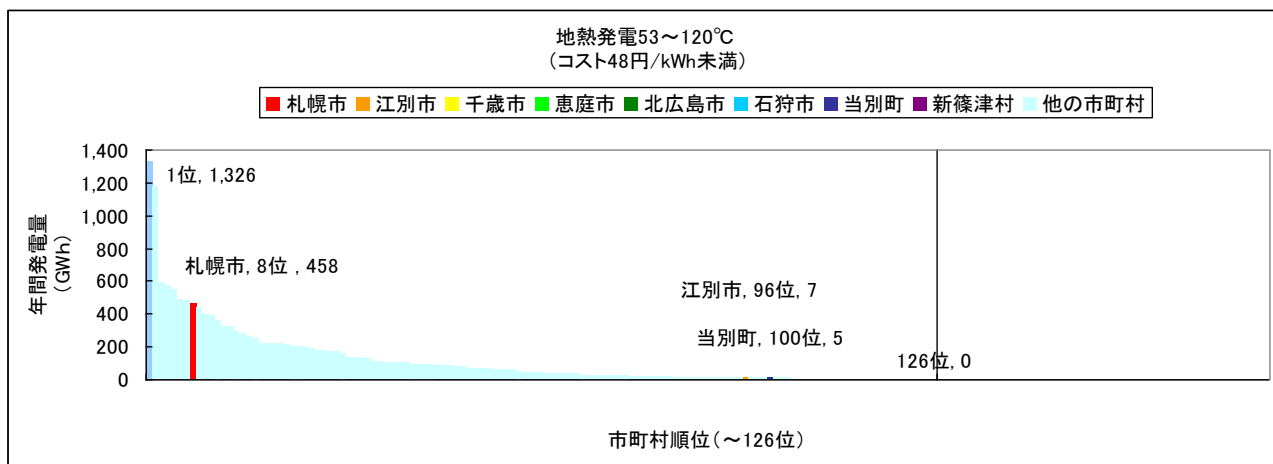 地熱発電53～120℃
（コスト48円/kWh未満）
札幌市 江別市 千歳市 恵庭市 北広島市 石狩市 当別町 新篠津村 他の市町村
年間発電量
（GWh）
1,400
1,200
1,000
800
600
400
200
0
1位, 1,326
札幌市, 8位 , 458
江別市, 96位, 7
当別町, 100位, 5
126位, 0
市町村順位（～126位）